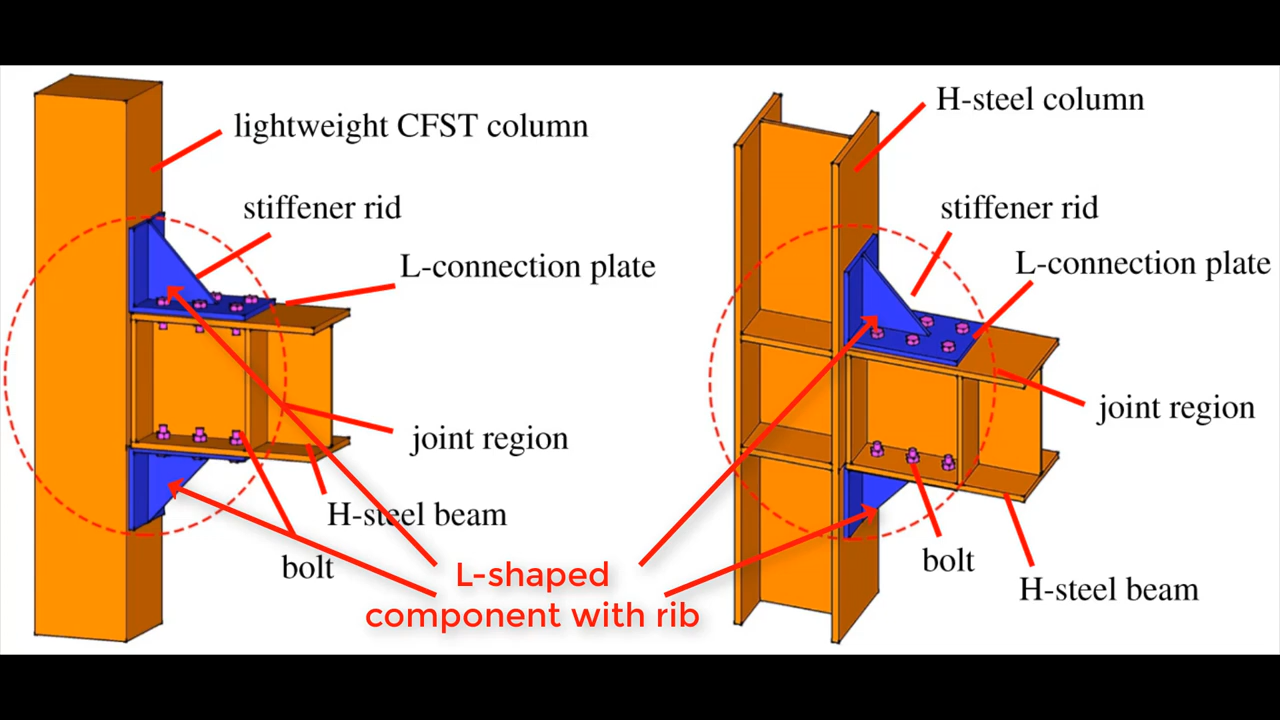 lightweight CFST column
stiffener rid
L-connection plate
joint region
H-steel beam
bolt
L-shaped
component with rib
H-steel column
stiffener rid
L-connection plate
joint region
bolt
H-steel beam